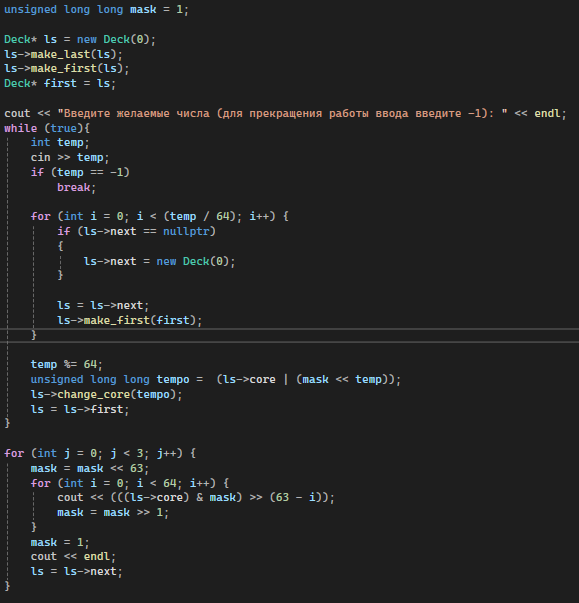 unsigned long long mask = 1;
Deck* ls = new Deck(0);
ls->make_last(ls);
ls->make_first(ls);
Deck* first = ls;
cout << "Введите желаемые числа (для прекращения работы ввода введите -1): " << endl;
while (true){
int temp;
cin >> temp;
if (temp == -1)
break;
for (int i = 0; i < (temp / 64); i++) {
if (ls->next == nullptr)
{
ls->next = new Deck(0);
}
ls = ls->next;
ls->make_first(first);
}
temp %= 64;
unsigned long long tempo =  (ls->core | (mask << temp));
ls->change_core(tempo);
ls = ls->first;
}
for (int j = 0; j < 3; j++) {
mask = mask << 63;
for (int i = 0; i < 64; i++) {
cout << (((ls->core) & mask) >> (63 - i));
mask = mask >> 1;
}
mask = 1;
cout << endl;
ls = ls->next;
}